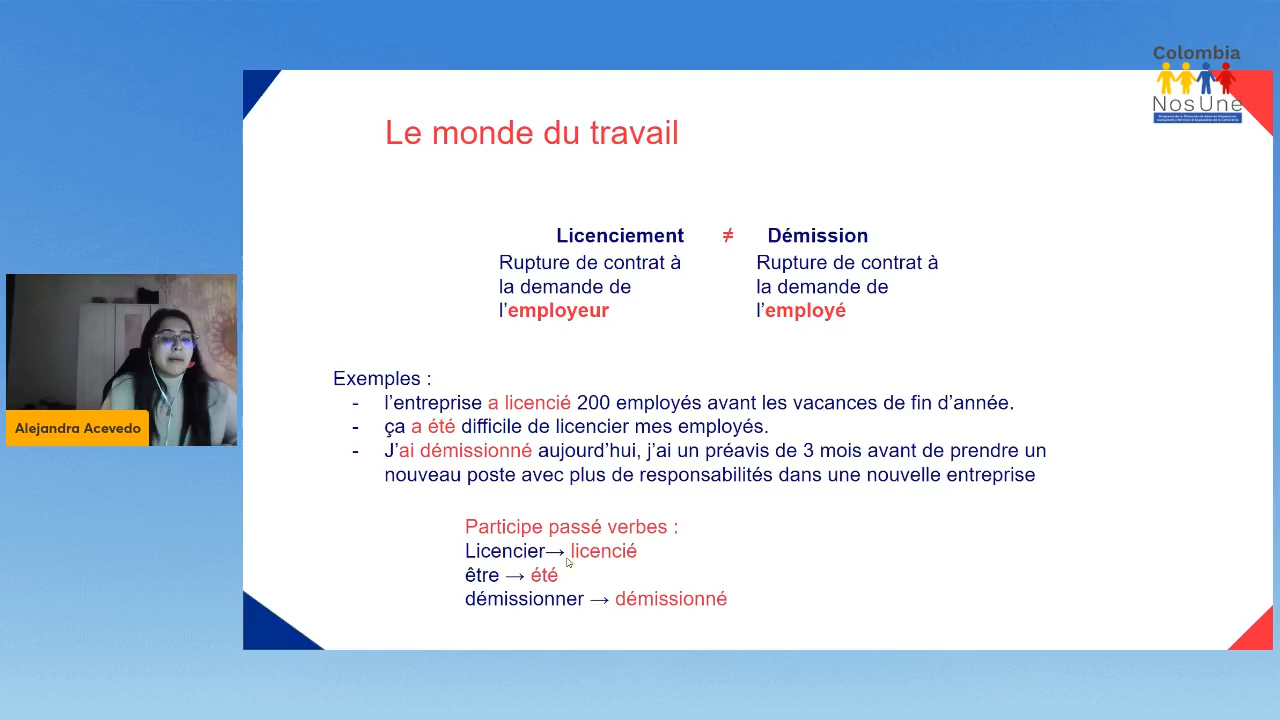 Colombia
NosUne
Le monde du travail
Licenciement ≠ Démission
Rupture de contrat à
la demande de
l'employeur
Rupture de contrat à
la demande de
l'employé
Exemples :
- l'entreprise a licencié 200 employés avant les vacances de fin d'année.
- ça a été difficile de licencier mes employés.
- J'ai démissionné aujourd'hui, j'ai un préavis de 3 mois avant de prendre un
nouveau poste avec plus de responsabilités dans une nouvelle entreprise
Participe passé verbes :
Licencier→ licencié
être → été
démissionner → démissionné
Alejandra Acevedo